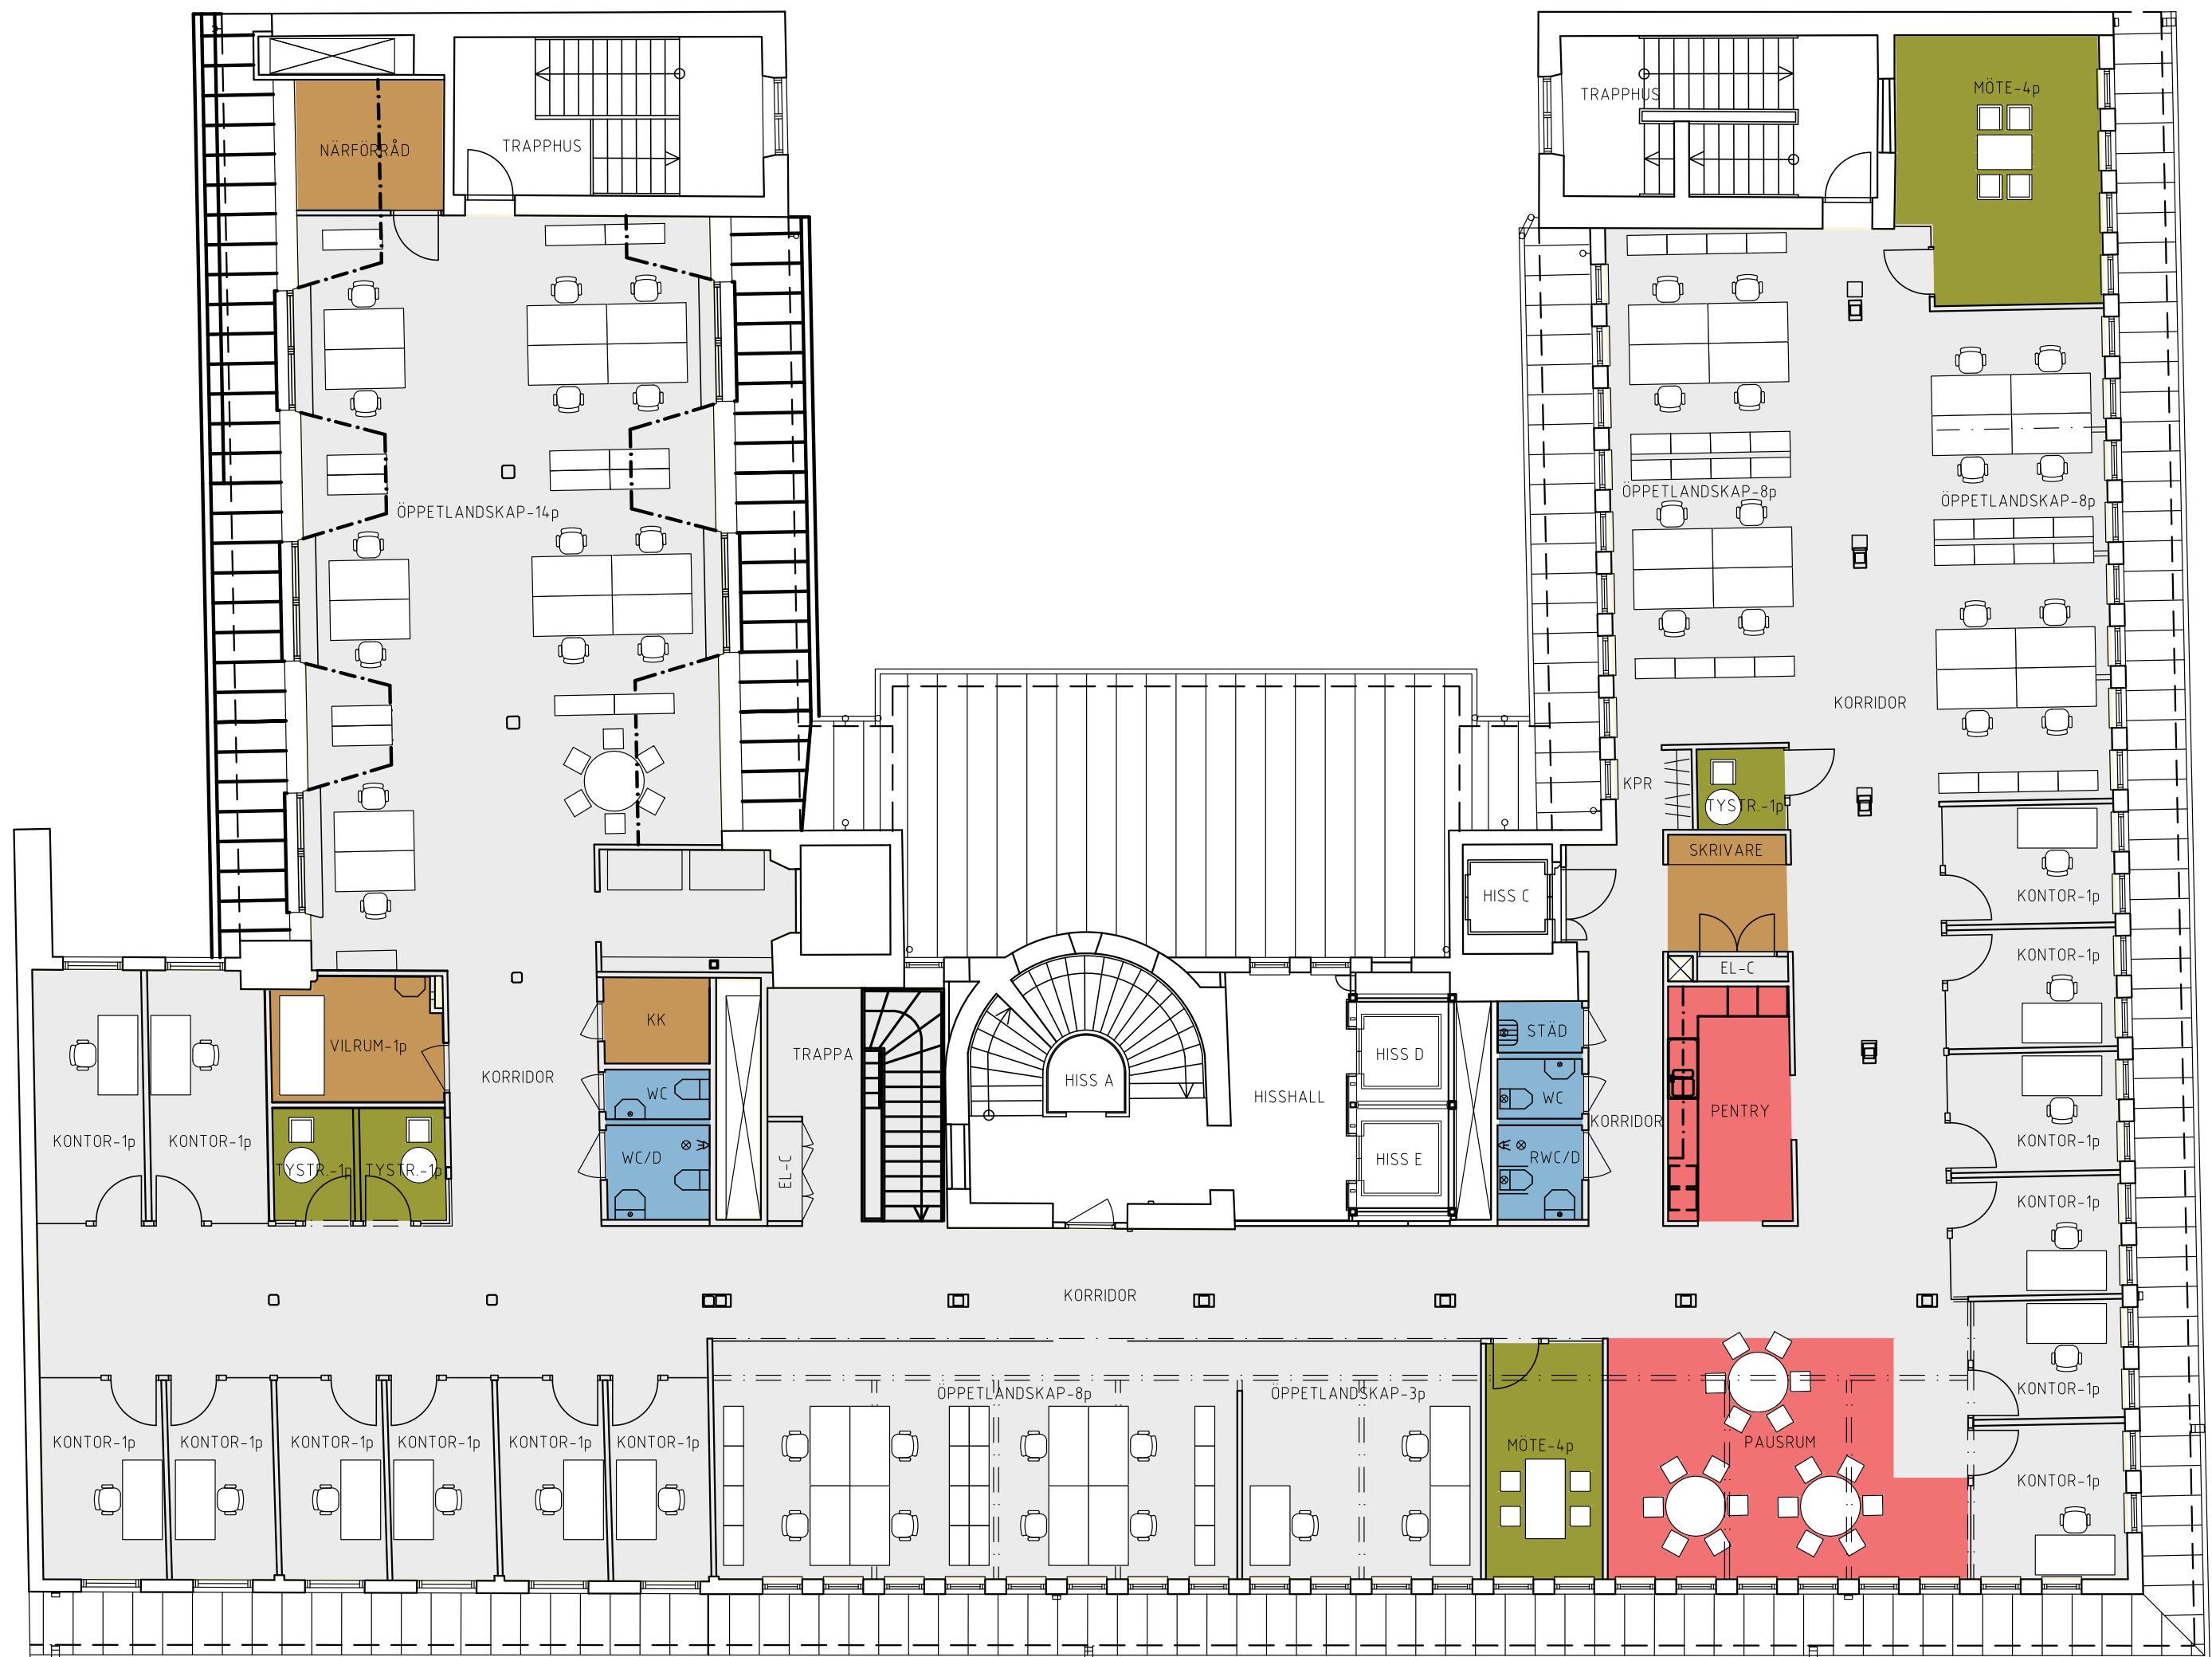 MÖTE-4p
TRAPPHUS
TRAPPHUS
NÄRFÖRRÅD
ÖPPETLANDSKAP-14p
ÖPPETLANDSKAP-8p
ÖPPETLANDSKAP-8p
KORRIDOR
KPR
TYSTR.-1p
SKRIVARE
HISS C
KONTOR-1p
KONTOR-1p
EL-C
KK
STÄD
VILRUM-1p
TRAPPA
HISS D
KORRIDOR
HISS A
WC
HISSHALL
WC
PENTRY
KORRIDOR
KONTOR-1p
KONTOR-1p
KONTOR-1p
WC/D
HISS E
RWC/D
TYSTR.-1p
TYSTR.-1p
EL-C
KONTOR-1p
KORRIDOR
KONTOR-1p
ÖPPETLANDSKAP-8p
ÖPPETLANDSKAP-3p
KONTOR-1p
KONTOR-1p
KONTOR-1p
KONTOR-1p
KONTOR-1p
KONTOR-1p
MÖTE-4p
PAUSRUM
KONTOR-1p